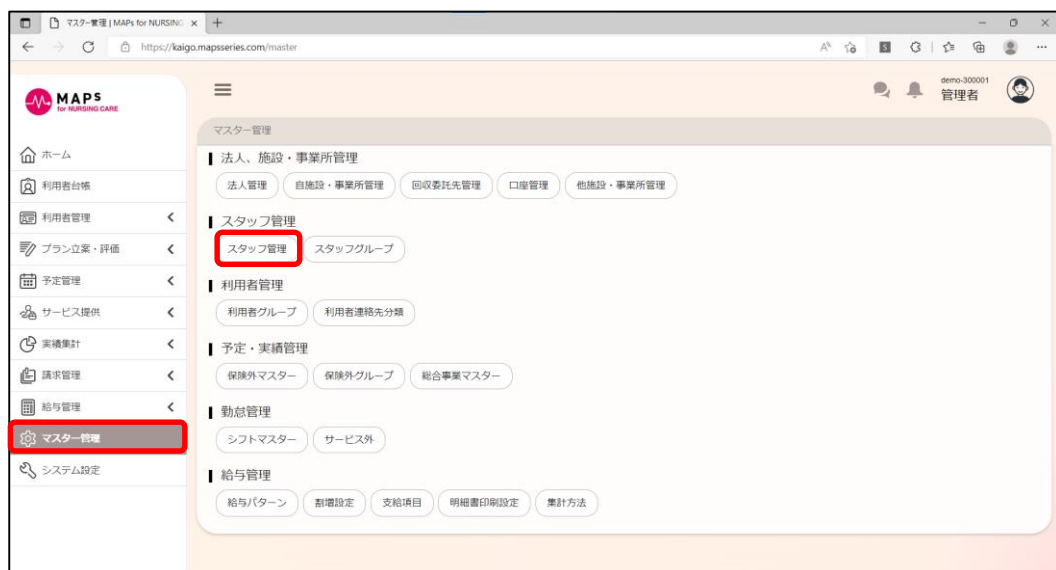 マスター管理 | MAPs for NURSING
https://kaigo.mapsseries.com/master
MAPS
for NURSING CARE
demo-300001
管理者
ホーム
利用者台帳
利用者管理
プラン立案・評価
予定管理
サービス提供
実績集計
請求管理
給与管理
マスター管理
システム設定
マスター管理
法人、施設・事業所管理
法人管理 自施設・事業所管理 回収委託先管理 口座管理 他施設・事業所管理
スタッフ管理
スタッフ管理 スタッフグループ
利用者管理
利用者グループ 利用者連絡先分類
予定・実績管理
保険外マスター 保険外グループ 総合事業マスター
勤怠管理
シフトマスター サービス外
給与管理
給与パターン 割増設定 支給項目 明細書印刷設定 集計方法